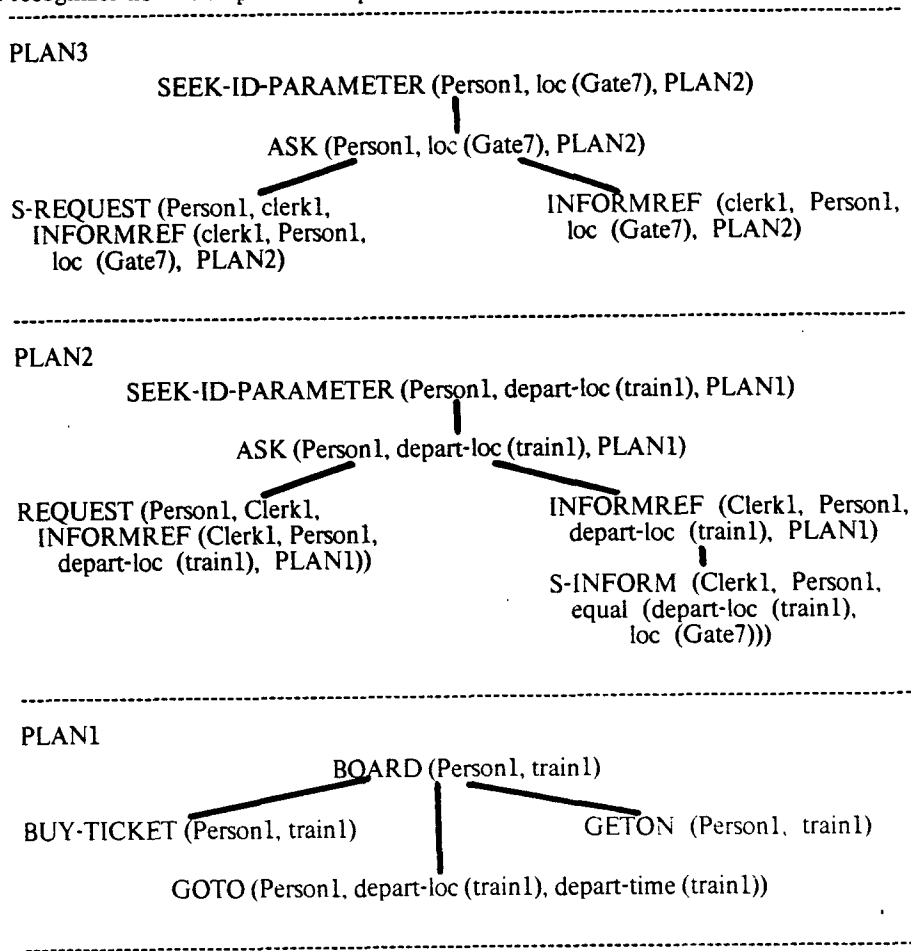 PLAN3
SEEK-ID-PARAMETER (Person1, loc (Gate7), PLAN2)
ASK (Person1, loc (Gate7), PLAN2)
S-REQUEST (Person1, clerk1,
INFORMREF (clerk1, Person1,
loc (Gate7), PLAN2)
INFORMREF (clerk1, Person1,
loc (Gate7), PLAN2)
PLAN2
SEEK-ID-PARAMETER (Person1, depart-loc (train1), PLAN1)
ASK (Person1, depart-loc (train1), PLAN1)
REQUEST (Person1, Clerk1,
INFORMREF (Clerk1, Person1,
depart-loc (train1), PLAN1))
INFORMREF (Clerk1, Person1,
depart-loc (train1), PLAN1)
S-INFORM (Clerk1, Person1,
equal (depart-loc (train1),
loc (Gate7)))
PLAN1
BOARD (Person1, train1)
BUY-TICKET (Person1, train1)
GETON (Person1, train1)
GOTO (Person1, depart-loc (train1), depart-time (train1))